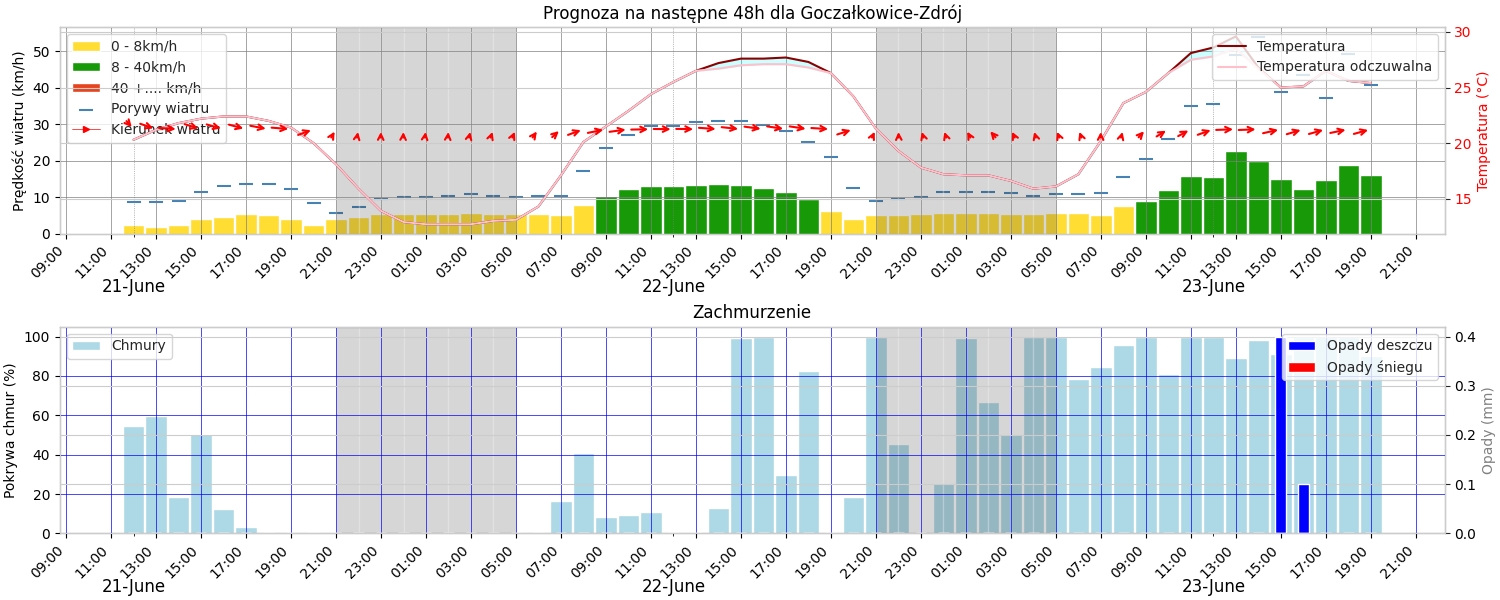 Prognoza na następne 48h dla Goczałkowice-Zdrój
0 - 8km/h
8 - 40km/h
40 + .... km/h
Porywy wiatru
Kierunek wiatru
Temperatura
Temperatura odczuwalna
Prędkość wiatru (km/h)
50
40
30
20
10
0
Temperatura (°C)
30
25
20
15
09:00 11:00 13:00 15:00 17:00 19:00 21:00 23:00 01:00 03:00 05:00 07:00 09:00 11:00 13:00 15:00 17:00 19:00 21:00 23:00 01:00 03:00 05:00 07:00 09:00 11:00 13:00 15:00 17:00 19:00 21:00
21-June 22-June 23-June
Zachmurzenie
Chmury
Opady deszczu
Opady śniegu
Pokrywa chmur (%)
100
80
60
40
20
0
Opady (mm)
0.4
0.3
0.2
0.1
0.0
09:00 11:00 13:00 15:00 17:00 19:00 21:00 23:00 01:00 03:00 05:00 07:00 09:00 11:00 13:00 15:00 17:00 19:00 21:00 23:00 01:00 03:00 05:00 07:00 09:00 11:00 13:00 15:00 17:00 19:00 21:00
21-June 22-June 23-June